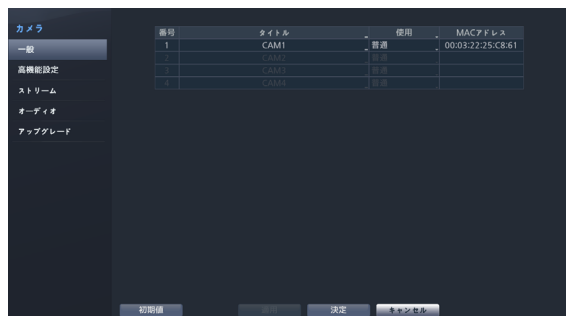 カメラ
一般
高機能設定
ストリーム
オーディオ
アップグレード
番号 タイトル 使用 MACアドレス
1 CAM1 普通 00:03:22:25:C8:61
2 CAM2 普通
3 CAM3 普通
4 CAM4 普通
初期値 適用 決定 キャンセル